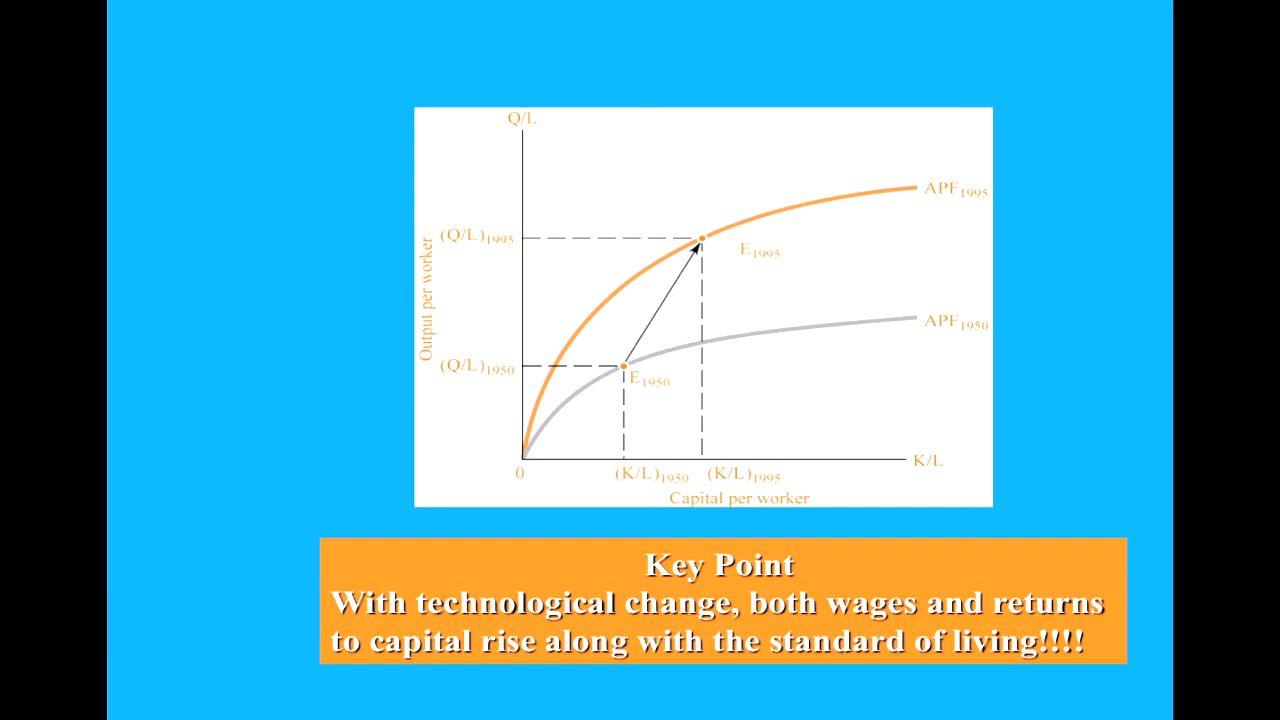 Q/L
APF1995
(Q/L)1995
E1995
Output per worker
APF1950
(Q/L)1950
E1950
K/L
0
(K/L)1950
(K/L)1995
Capital per worker
Key Point
With technological change, both wages and returns
to capital rise along with the standard of living!!!!